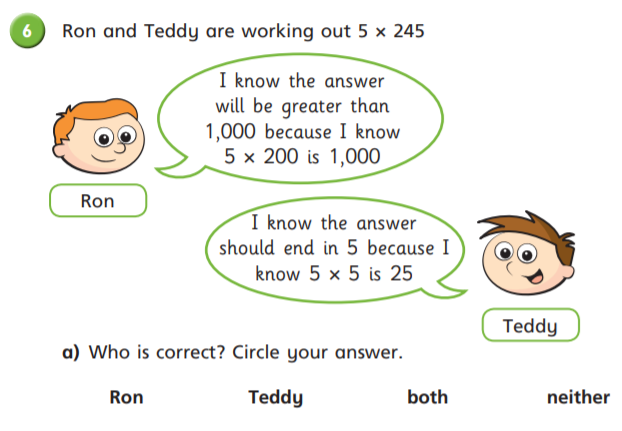 6 Ron and Teddy are working out 5 × 245
I know the answer
will be greater than
1,000 because I know
5 × 200 is 1,000
Ron
I know the answer
should end in 5 because I
know 5 × 5 is 25
Teddy
a) Who is correct? Circle your answer.
Ron Teddy both neither